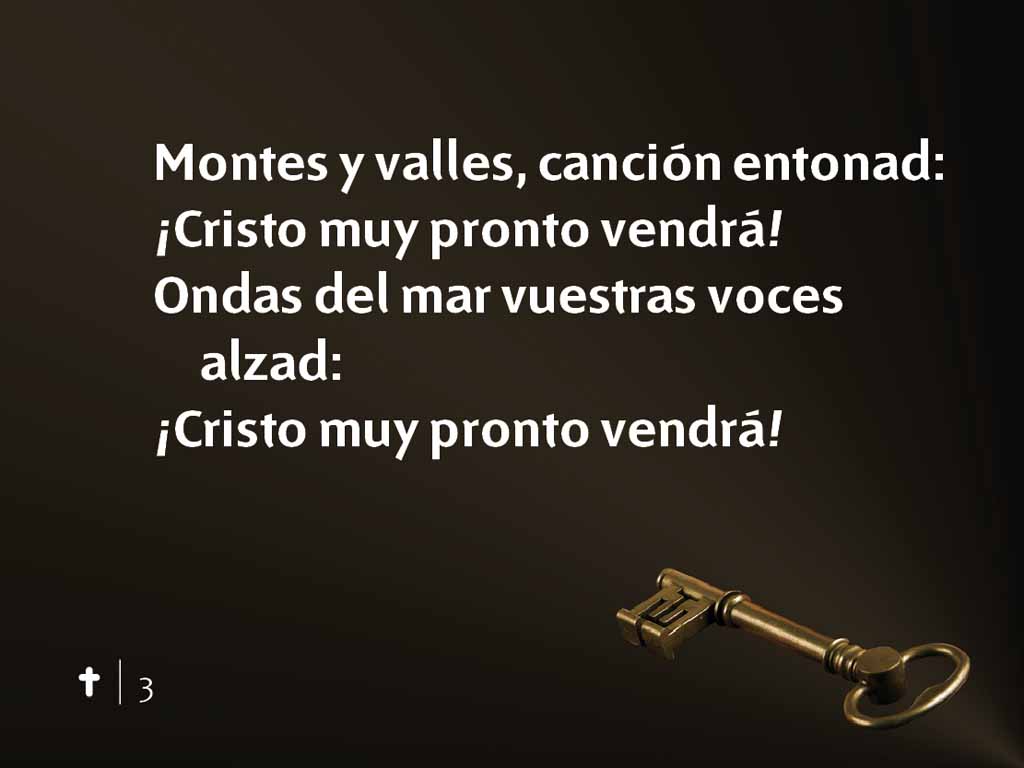 Montes y valles, canción entonad:
¡Cristo muy pronto vendrá!
Ondas del mar vuestras voces
alzad:
¡Cristo muy pronto vendrá!
3